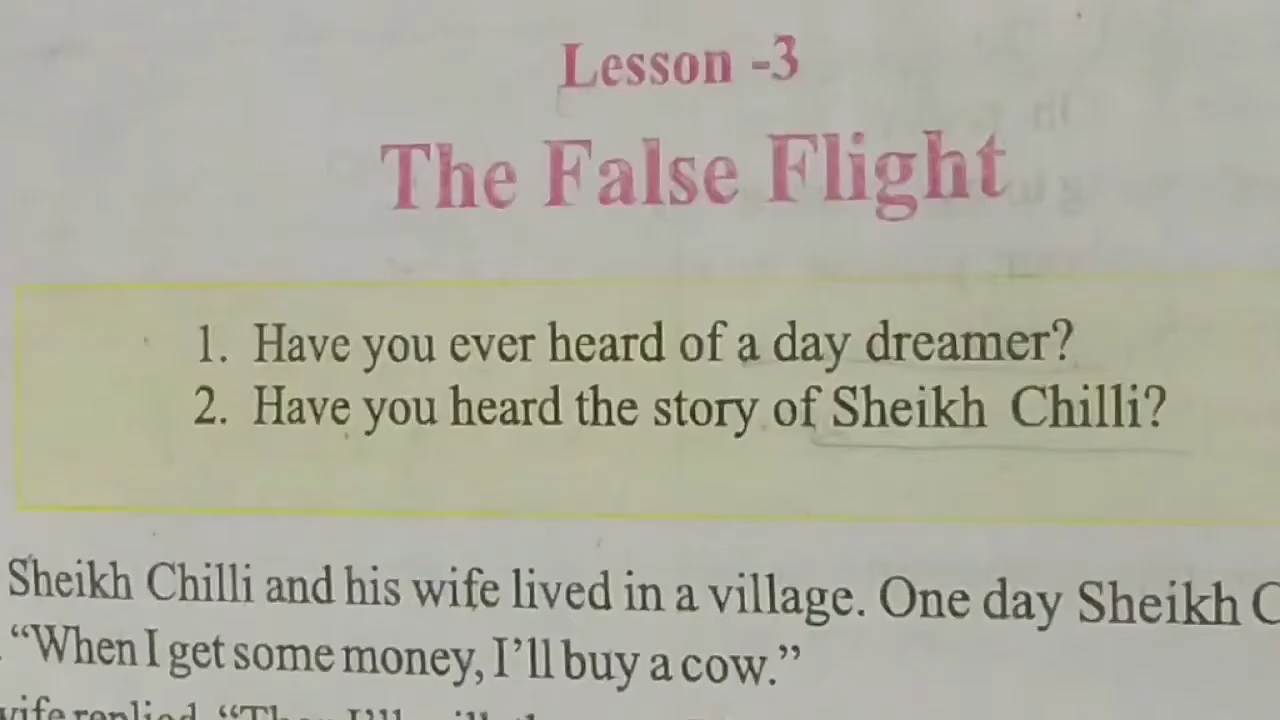 Lesson -3
The False Flight
1. Have you ever heard of a day dreamer?
2. Have you heard the story of Sheikh Chilli?
Sheikh Chilli and his wife lived in a village. One day Sheikh
“When I get some money, I’ll buy a cow.”
replied, “ I’ll